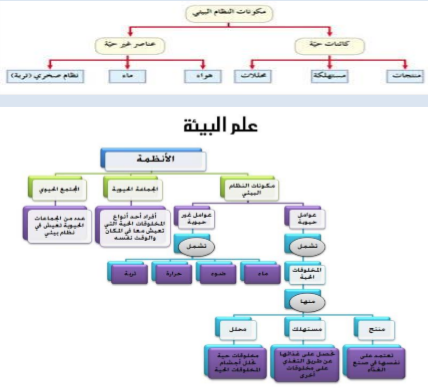 مكونات النظام البيئي
كائنات حيّة
عناصر غير حيّة
منتجات
مستهلكة
محللات
هواء
ماء
نظام صخري (تربة)
علم البيئة
الأنظمة
مكونات النظام
البيئي
الجماعة الحيوية
المجتمع الحيوي
عوامل
حيوية
عوامل غير
حيوية
أفراد أحد أنواع
المخلوقات الحية التي
تعيش معا في المكان
والوقت نفسه
عدد من الجماعات
الحيوية تعيش في
نظام بيئي
تشمل
تشمل
المخلوقات
الحية
ماء
ضوء
حرارة
تربة
منها
منتج
مستهلك
محلل
تعتمد على
نفسها في صنع
الغذاء
تحصل على غذائها
عن طريق التغذي
على مخلوقات
أخرى
مخلوقات حية
تحلل أجسام
المخلوقات الحية